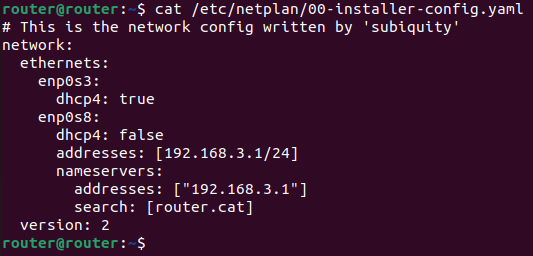 router@router:~$ cat /etc/netplan/00-installer-config.yaml
# This is the network config written by 'subiquity'
network:
  ethernets:
    enp0s3:
      dhcp4: true
    enp0s8:
      dhcp4: false
      addresses: [192.168.3.1/24]
      nameservers:
        addresses: ["192.168.3.1"]
        search: [router.cat]
  version: 2
router@router:~$